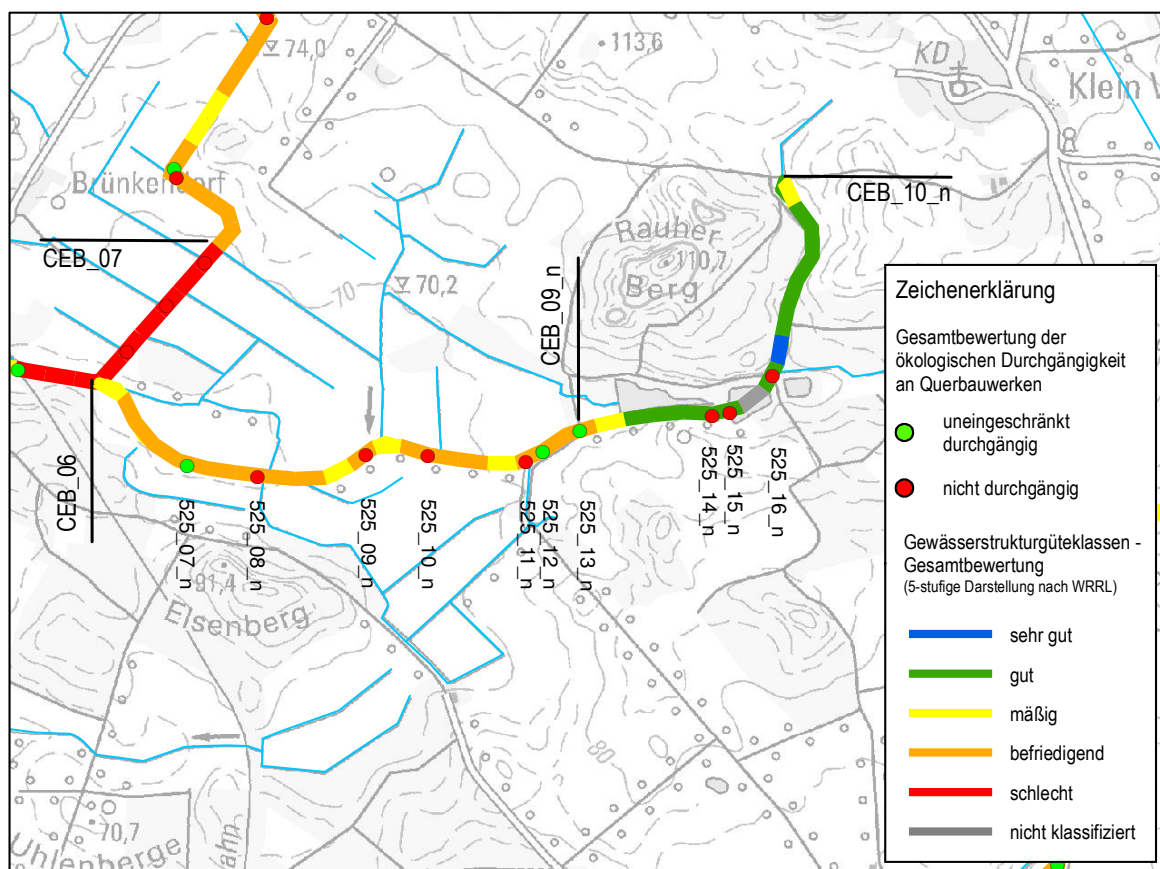 74,0
113,6
KD
Klein V
Brünkendorf
CEB_10_n
CEB_07
Rauher
110,7
Berg
70
70,2
CEB_09_n
CEB_06
525_07_n
525_08_n
525_09_n
525_10_n
525_11_n
525_12_n
525_13_n
525_14_n
525_15_n
525_16_n
91,4
Elsenberg
80
70,7
Uhlenberge
ahn
Zeichenerklärung
Gesamtbewertung der
ökologischen Durchgängigkeit
an Querbauwerken
uneingeschränkt
durchgängig
nicht durchgängig
Gewässerstrukturgüteklassen -
Gesamtbewertung
(5-stufige Darstellung nach WRRL)
sehr gut
gut
mäßig
befriedigend
schlecht
nicht klassifiziert